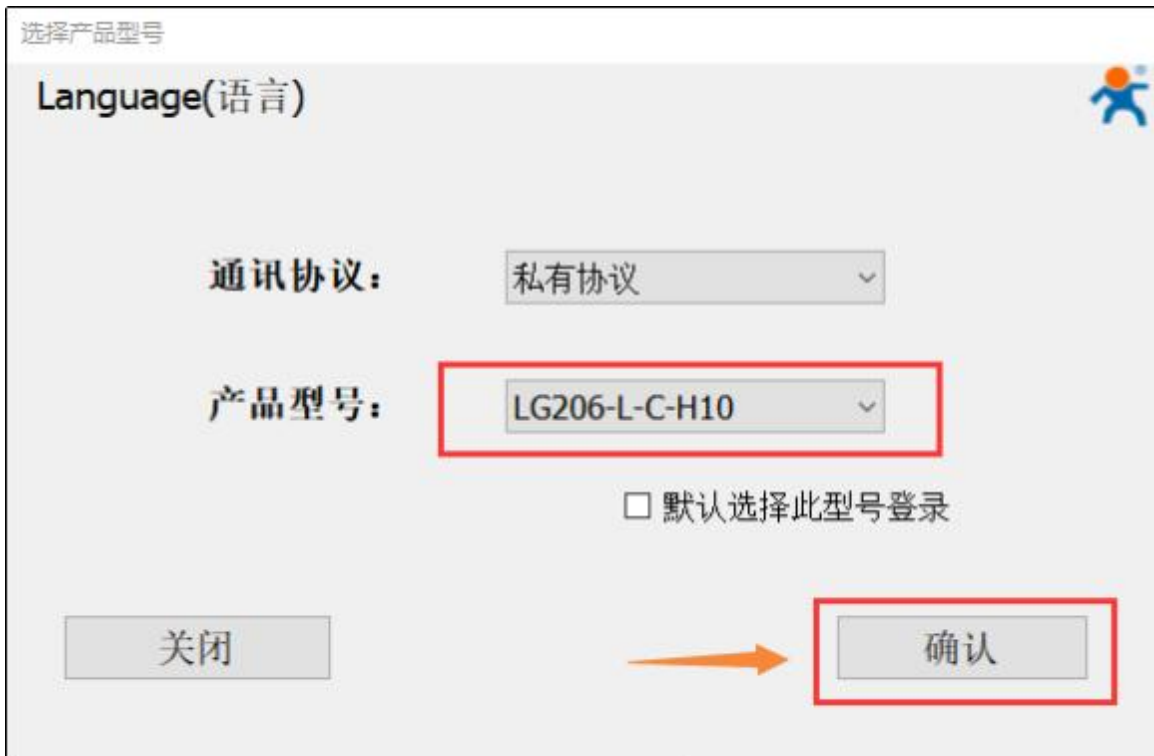 选择产品型号
Language(语言)
通讯协议： 私有协议
产品型号： LG206-L-C-H10
默认选择此型号登录
关闭 确认